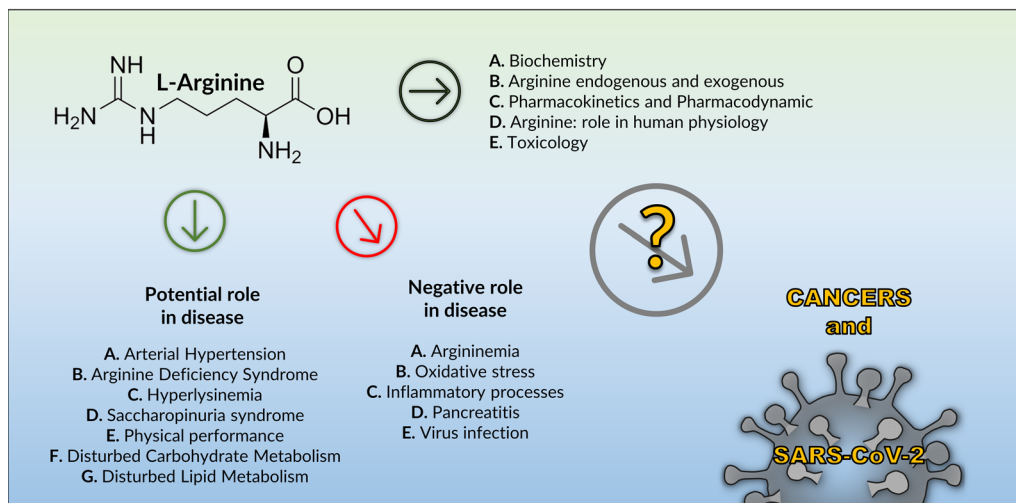 NH
L-Arginine
O
H₂N
N
H
OH
NH₂
A. Biochemistry
B. Arginine endogenous and exogenous
C. Pharmacokinetics and Pharmacodynamic
D. Arginine: role in human physiology
E. Toxicology
?
Potential role
in disease
A. Arterial Hypertension
B. Arginine Deficiency Syndrome
C. Hyperlysinemia
D. Saccharopinuria syndrome
E. Physical performance
F. Disturbed Carbohydrate Metabolism
G. Disturbed Lipid Metabolism
Negative role
in disease
A. Argininemia
B. Oxidative stress
C. Inflammatory processes
D. Pancreatitis
E. Virus infection
CANCERS
and
SARS-CoV-2